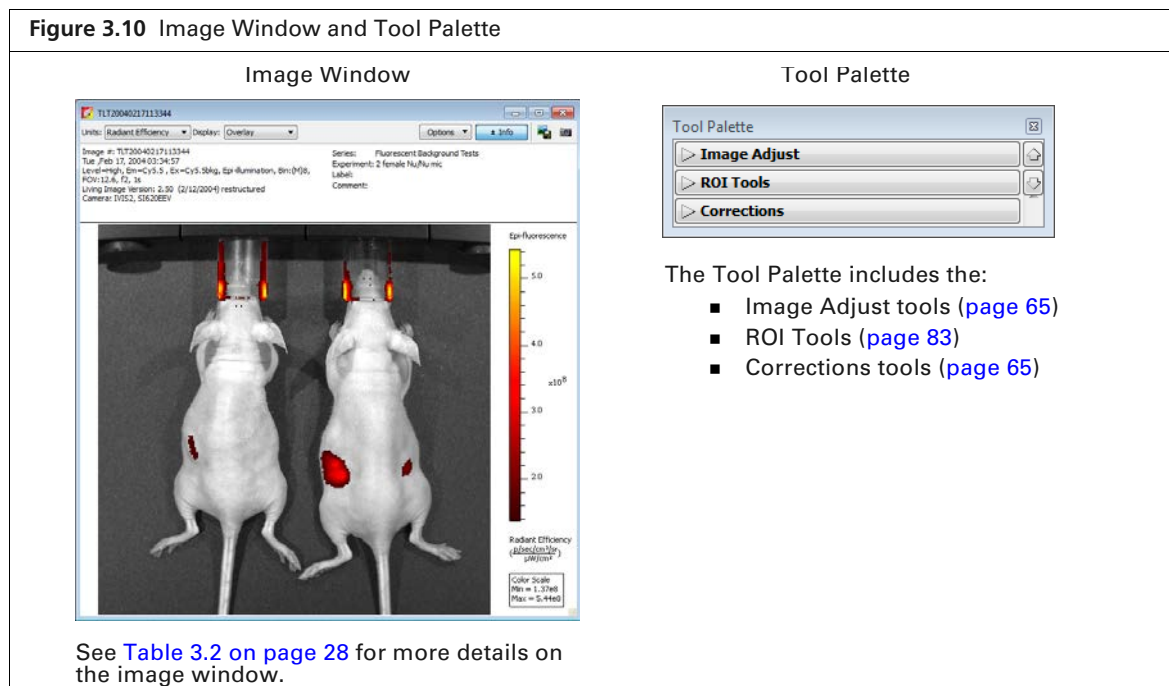 Figure 3.10 Image Window and Tool Palette
Image Window
TLT20040217113344
Units: Radiant Efficiency Display: Overlay Options Info
Image #: TLT20040217113344
Tue ,Feb 17, 2004 03:34:57
Level=High, Em=Cy5.5 , Ex=Cy5.5bkg, Epi-illumination, Bin:(M)8,
FOV:12.6, f2, 1s
Living Image Version: 2.50 (2/12/2004) restructured
Camera: IVIS2, SI620EEV
Series: Fluorescent Background Tests
Experiment: 2 female Nu/Nu mic
Label:
Comment:
Epi-fluorescence
5.0
4.0
x10⁸
3.0
2.0
Radiant Efficiency
(p/sec/cm²/sr
µW/cm²)
Color Scale
Min = 1.37e8
Max = 5.44e8
See Table 3.2 on page 28 for more details on
the image window.
Tool Palette
Tool Palette
Image Adjust
ROI Tools
Corrections
The Tool Palette includes the:
■ Image Adjust tools (page 65)
■ ROI Tools (page 83)
■ Corrections tools (page 65)